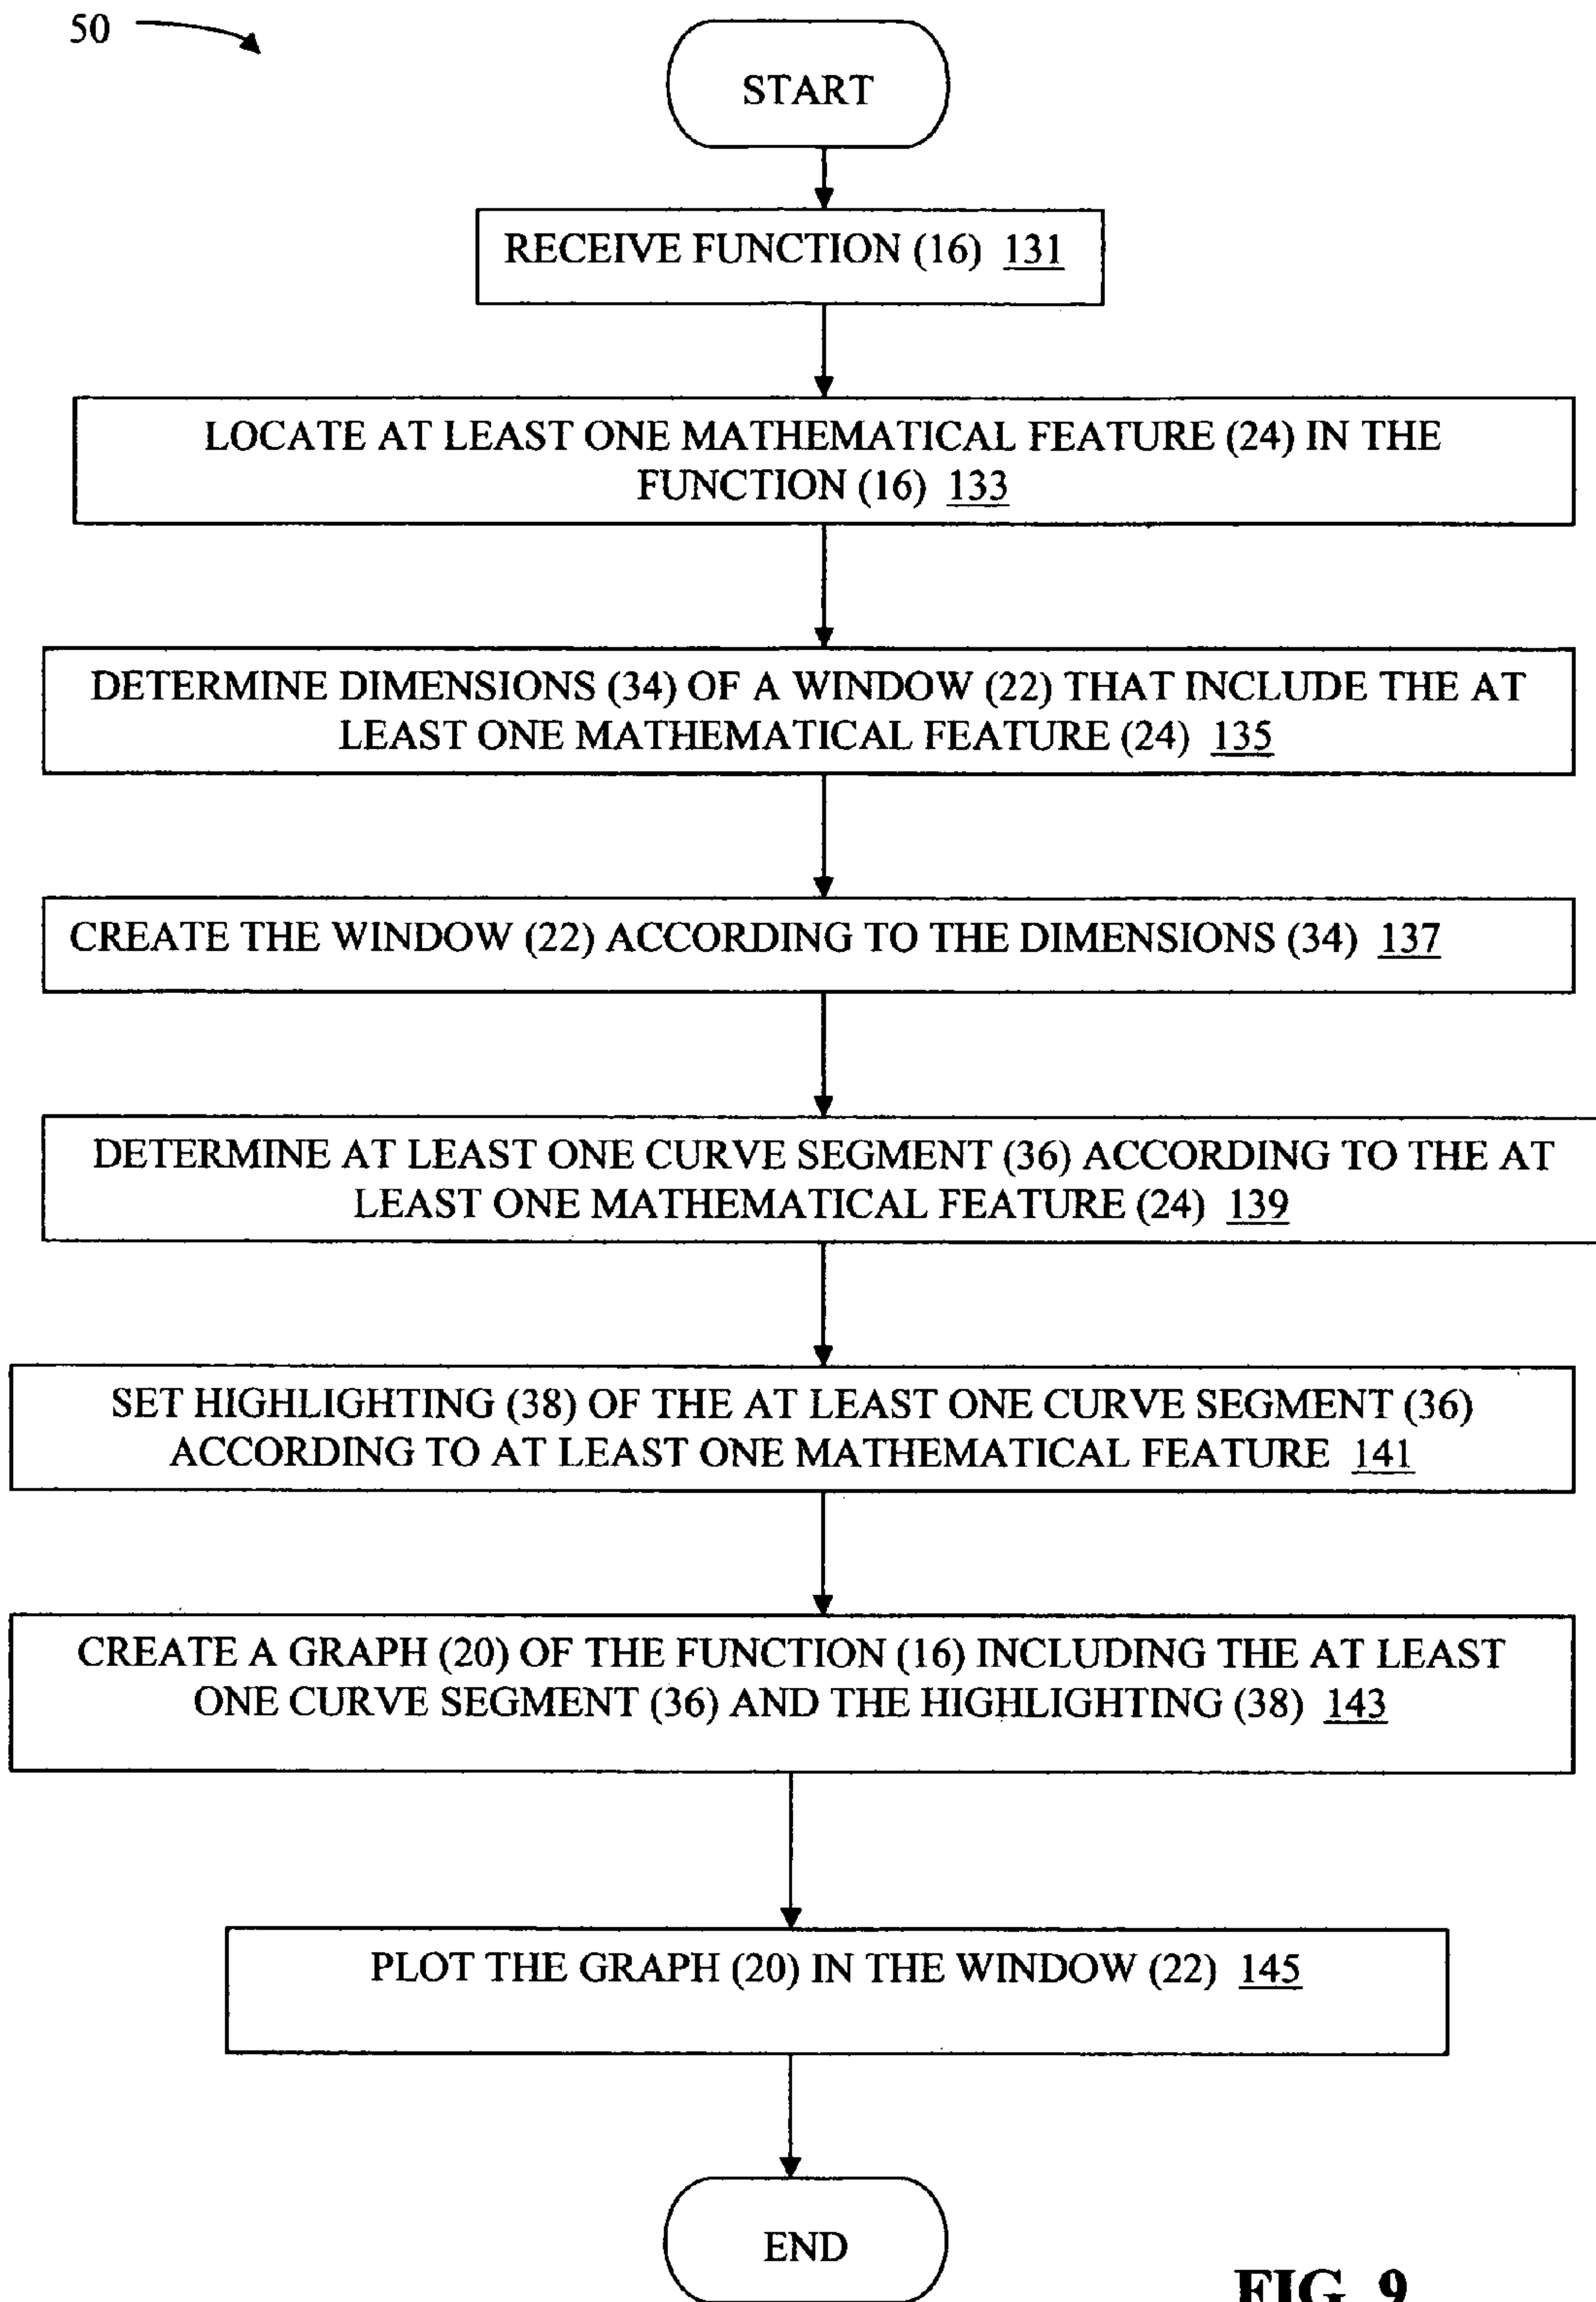 50
START
RECEIVE FUNCTION (16) 131
LOCATE AT LEAST ONE MATHEMATICAL FEATURE (24) IN THE
FUNCTION (16) 133
DETERMINE DIMENSIONS (34) OF A WINDOW (22) THAT INCLUDE THE AT
LEAST ONE MATHEMATICAL FEATURE (24) 135
CREATE THE WINDOW (22) ACCORDING TO THE DIMENSIONS (34) 137
DETERMINE AT LEAST ONE CURVE SEGMENT (36) ACCORDING TO THE AT
LEAST ONE MATHEMATICAL FEATURE (24) 139
SET HIGHLIGHTING (38) OF THE AT LEAST ONE CURVE SEGMENT (36)
ACCORDING TO AT LEAST ONE MATHEMATICAL FEATURE 141
CREATE A GRAPH (20) OF THE FUNCTION (16) INCLUDING THE AT LEAST
ONE CURVE SEGMENT (36) AND THE HIGHLIGHTING (38) 143
PLOT THE GRAPH (20) IN THE WINDOW (22) 145
END
FIG. 9